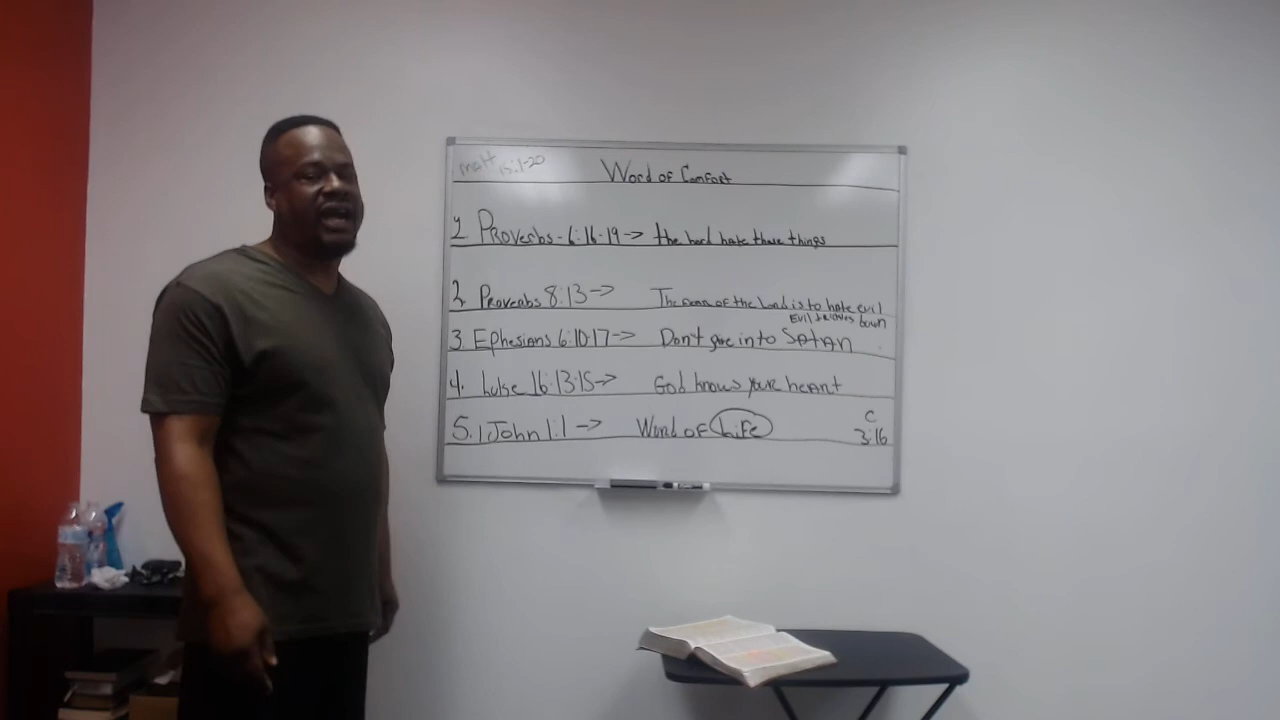 matt 15:1-20
Word of Comfort
1. Proverbs - 6:16-19 -> the lord hate these things
2. Proverbs 8:13 -> The fear of the Lord is to hate evil
Evil trickles down
3. Ephesians 6:10-17 -> Don't give in to Satan
4. Luke 16:13-15 -> God knows your heart
C
5. 1 John 1:1 -> Word of Life 3:16